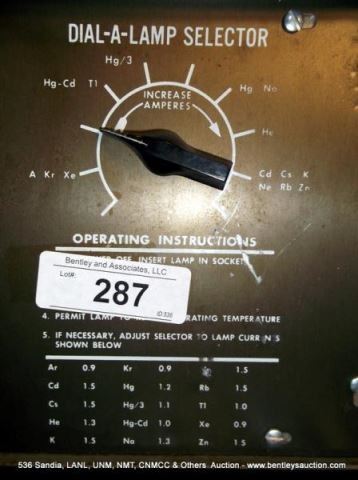 DIAL-A-LAMP SELECTOR
Hg/3
Hg-Cd Tl Hg Na
INCREASE
AMPERES
He
A Kr Xe Cd Cs K
Ne Rb Zn
OPERATING INSTRUCTIONS
OFF, INSERT LAMP IN SOCKET
Bentley and Associates, LLC
Lot#:
287
ID:536
4. PERMIT LAMP TO RATING TEMPERATURE
5. IF NECESSARY, ADJUST SELECTOR TO LAMP CURRENTS
SHOWN BELOW
Ar 0.9 Kr 0.9 1.5
Cd 1.5 Hg 1.2 Rb 1.5
Cs 1.5 Hg/3 1.1 Tl 1.0
He 1.3 Hg-Cd 1.0 Xe 0.9
K 1.5 Na 1.3 Zn 1.5
536 Sandia, LANL, UNM, NMT, CNMCC & Others Auction - www.bentleysauction.com